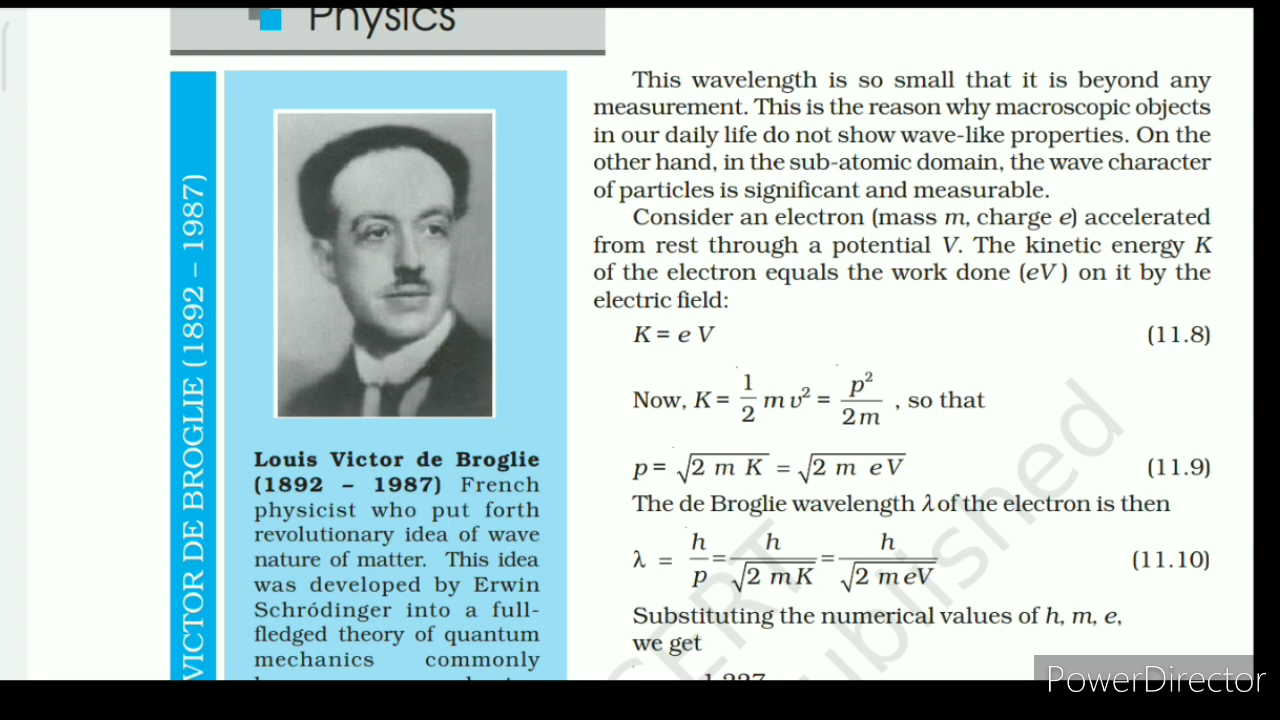 Physics
VICTOR DE BROGLIE (1892 – 1987)
Louis Victor de Broglie
(1892 – 1987) French
physicist who put forth
revolutionary idea of wave
nature of matter. This idea
was developed by Erwin
Schródinger into a full-
fledged theory of quantum
mechanics commonly
This wavelength is so small that it is beyond any
measurement. This is the reason why macroscopic objects
in our daily life do not show wave-like properties. On the
other hand, in the sub-atomic domain, the wave character
of particles is significant and measurable.
Consider an electron (mass m, charge e) accelerated
from rest through a potential V. The kinetic energy K
of the electron equals the work done (eV) on it by the
electric field:
K = e V (11.8)
Now, K = 1/2 m v² = p²/2m , so that
p = √2 m K = √2 m eV (11.9)
The de Broglie wavelength λ of the electron is then
λ = h/p = h/√2 mK = h/√2 meV (11.10)
Substituting the numerical values of h, m, e,
we get
1.227
PowerDirector